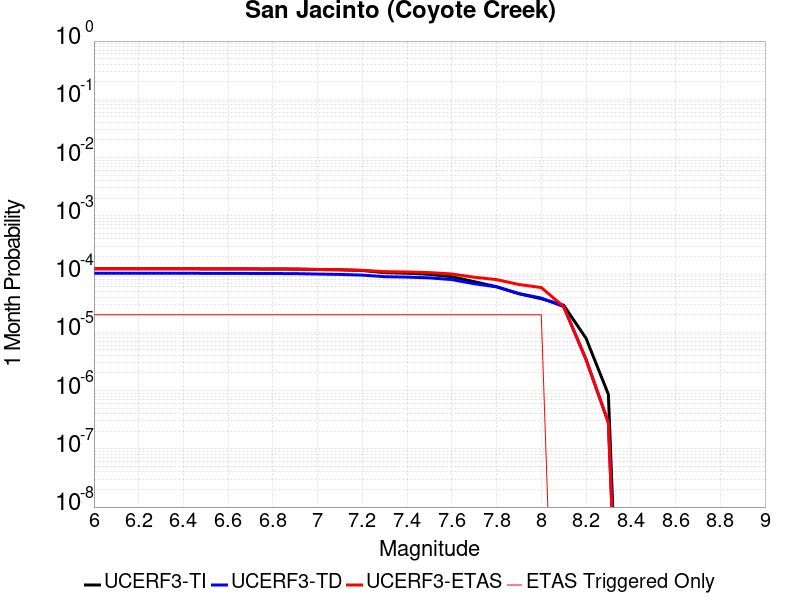 San Jacinto (Coyote Creek)
10^0
10^-1
10^-2
10^-3
10^-4
10^-5
10^-6
10^-7
10^-8
1 Month Probability
6 6.2 6.4 6.6 6.8 7 7.2 7.4 7.6 7.8 8 8.2 8.4 8.6 8.8 9
Magnitude
UCERF3-TI UCERF3-TD UCERF3-ETAS ETAS Triggered Only